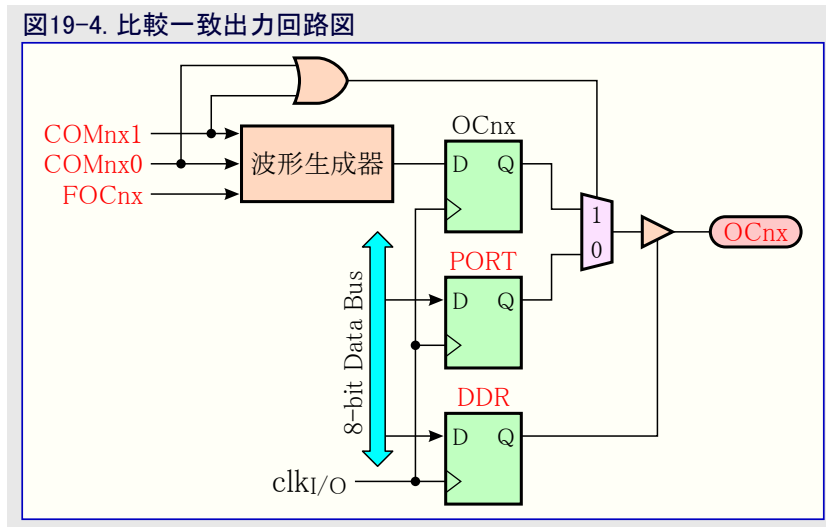 図19-4. 比較一致出力回路図
COMnx1
COMnx0
FOCnx
波形生成器
OCnx
D Q
1
0
OCnx
PORT
D Q
8-bit Data Bus
DDR
D Q
clkI/O